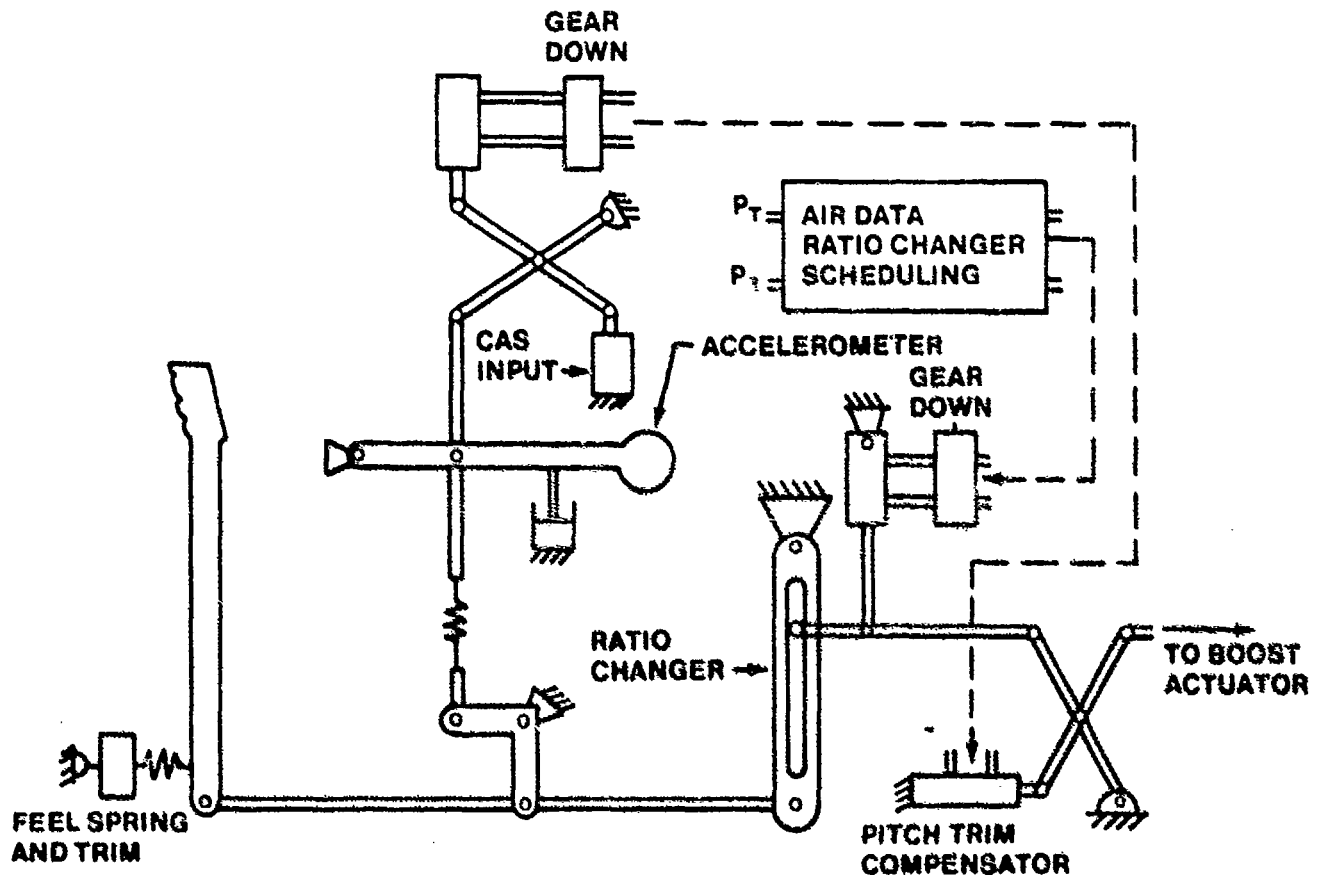 GEAR
DOWN
PT
AIR DATA
RATIO CHANGER
SCHEDULING
P
CAS
INPUT
ACCELEROMETER
GEAR
DOWN
RATIO
CHANGER
TO BOOST
ACTUATOR
FEEL SPRING
AND TRIM
PITCH TRIM
COMPENSATOR